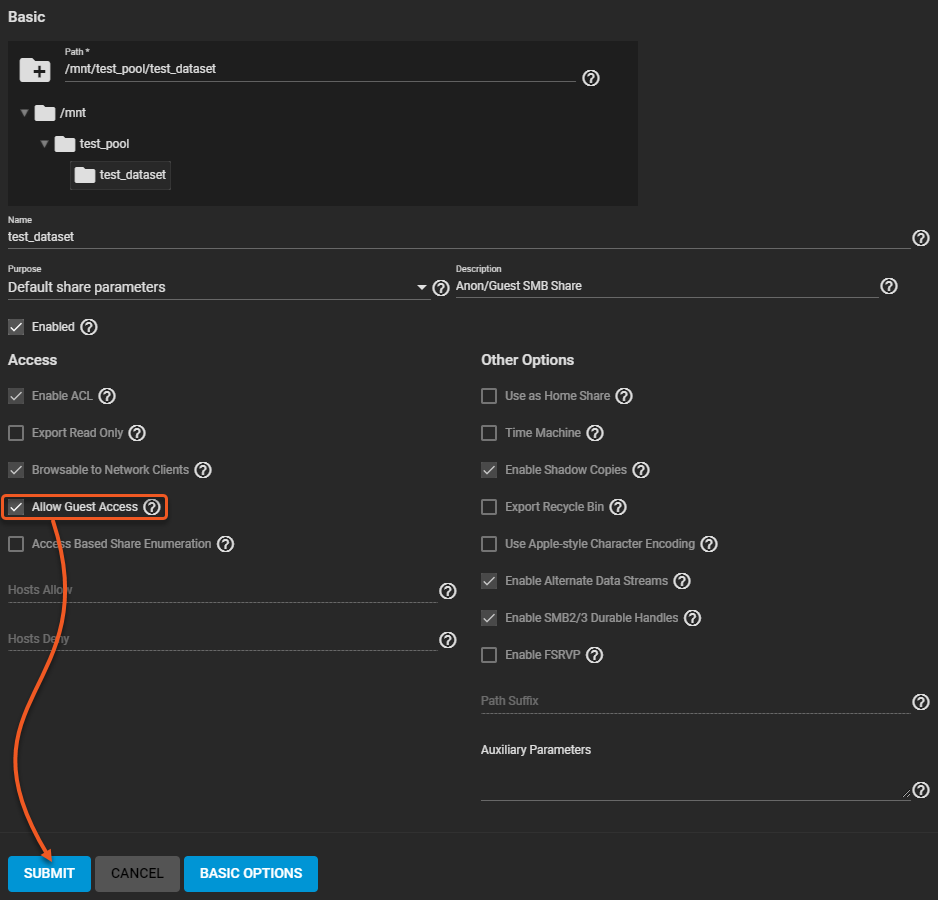 Basic
Path *
/mnt/test_pool/test_dataset
/mnt
test_pool
test_dataset
Name
test_dataset
Purpose
Default share parameters
Description
Anon/Guest SMB Share
Enabled
Access
Enable ACL
Export Read Only
Browsable to Network Clients
Allow Guest Access
Access Based Share Enumeration
Hosts Allow
Hosts Deny
Other Options
Use as Home Share
Time Machine
Enable Shadow Copies
Export Recycle Bin
Use Apple-style Character Encoding
Enable Alternate Data Streams
Enable SMB2/3 Durable Handles
Enable FSRVP
Path Suffix
Auxiliary Parameters
SUBMIT
CANCEL
BASIC OPTIONS